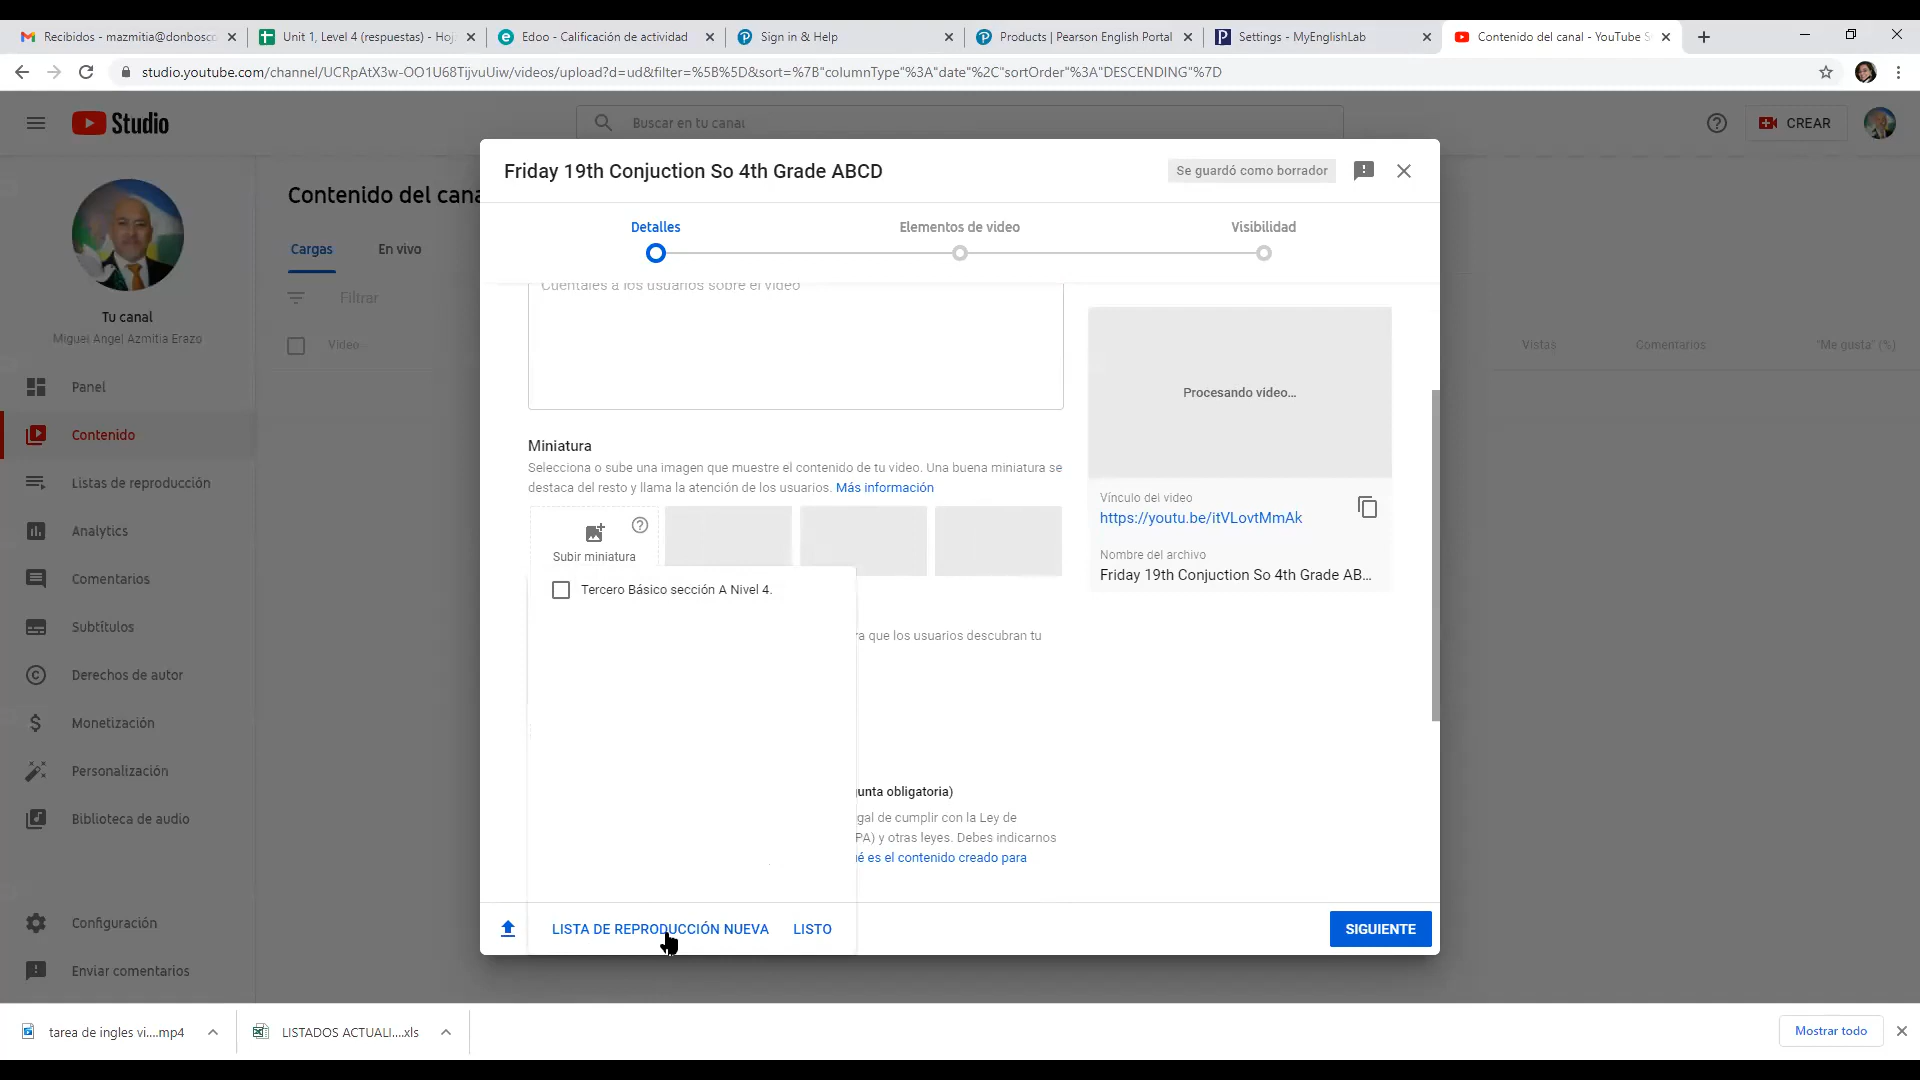 Recibidos - mazmitia@donbosco
Unit 1, Level 4 (respuestas) - Hoj
Edoo - Calificación de actividad
Sign in & Help
Products | Pearson English Portal
Settings - MyEnglishLab
Contenido del canal - YouTube S
studio.youtube.com/channel/UCRpAtX3w-OO1U68TijvuUiw/videos/upload?d=ud&filter=%5B%5D&sort=%7B"columnType"%3A"date"%2C"sortOrder"%3A"DESCENDING"%7D
Studio
Buscar en tu canal
CREAR
Tu canal
Miguel Angel Azmitia Erazo
Panel
Contenido
Listas de reproducción
Analytics
Comentarios
Subtítulos
Derechos de autor
Monetización
Personalización
Biblioteca de audio
Configuración
Enviar comentarios
Contenido del cana
Cargas
En vivo
Filtrar
Video
Vistas
Comentarios
"Me gusta" (%)
Friday 19th Conjuction So 4th Grade ABCD
Se guardó como borrador
Detalles
Elementos de video
Visibilidad
Cuéntales a los usuarios sobre el video
Miniatura
Selecciona o sube una imagen que muestre el contenido de tu video. Una buena miniatura se
destaca del resto y llama la atención de los usuarios. Más información
Subir miniatura
Tercero Básico sección A Nivel 4.
ra que los usuarios descubran tu
unta obligatoria)
gal de cumplir con la Ley de
PA) y otras leyes. Debes indicarnos
é es el contenido creado para
LISTA DE REPRODUCCIÓN NUEVA
LISTO
Procesando video...
Vínculo del video
https://youtu.be/itVLovtMmAk
Nombre del archivo
Friday 19th Conjuction So 4th Grade AB...
SIGUIENTE
tarea de ingles vi....mp4
LISTADOS ACTUALI....xls
Mostrar todo